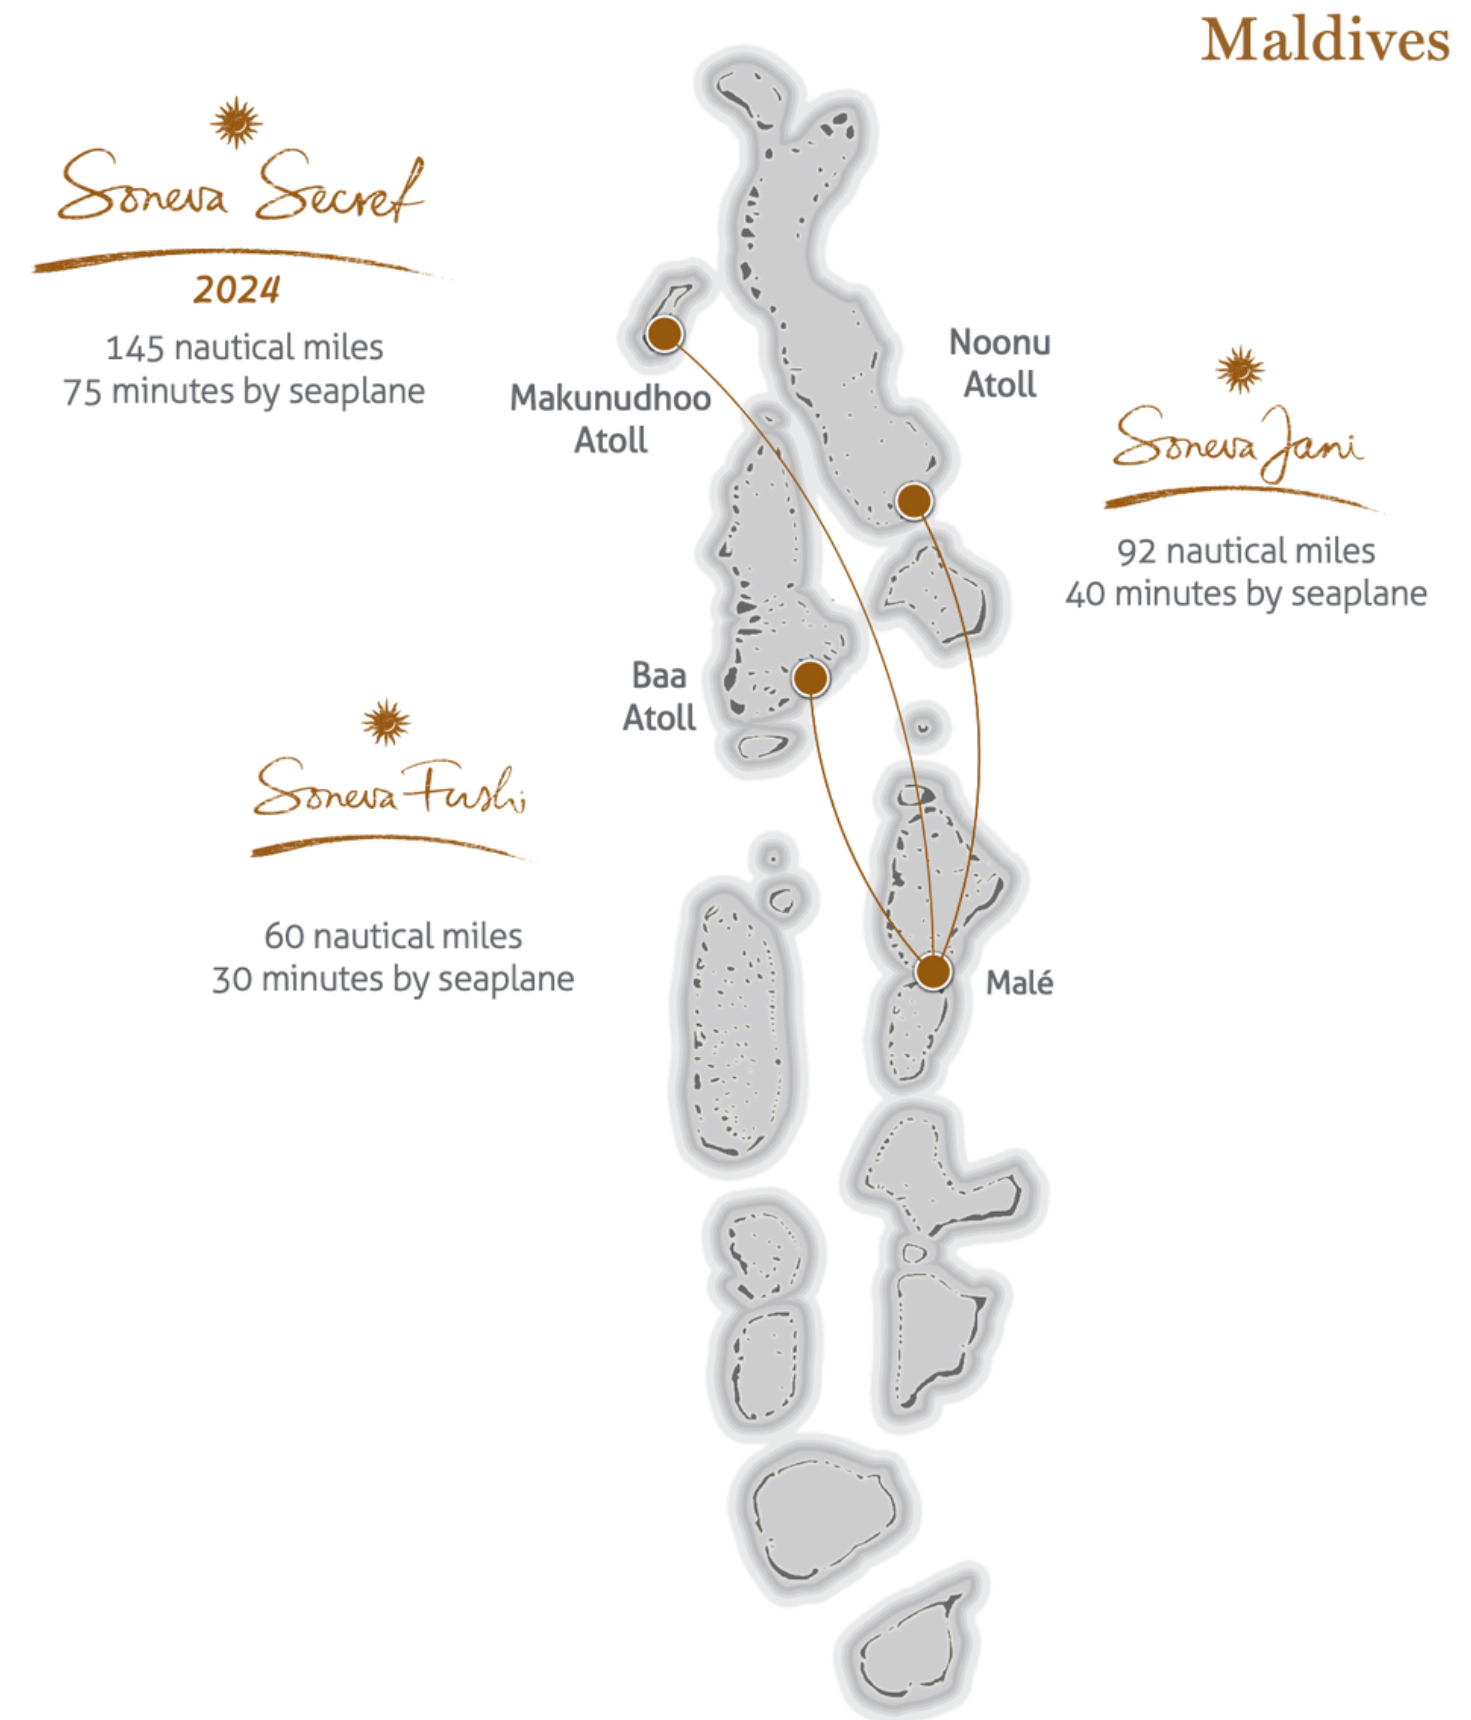 Maldives
Soneva Secret
2024
145 nautical miles
75 minutes by seaplane
Makunudhoo
Atoll
Noonu
Atoll
Soneva Jani
92 nautical miles
40 minutes by seaplane
Baa
Atoll
Soneva Fushi
60 nautical miles
30 minutes by seaplane
Malé